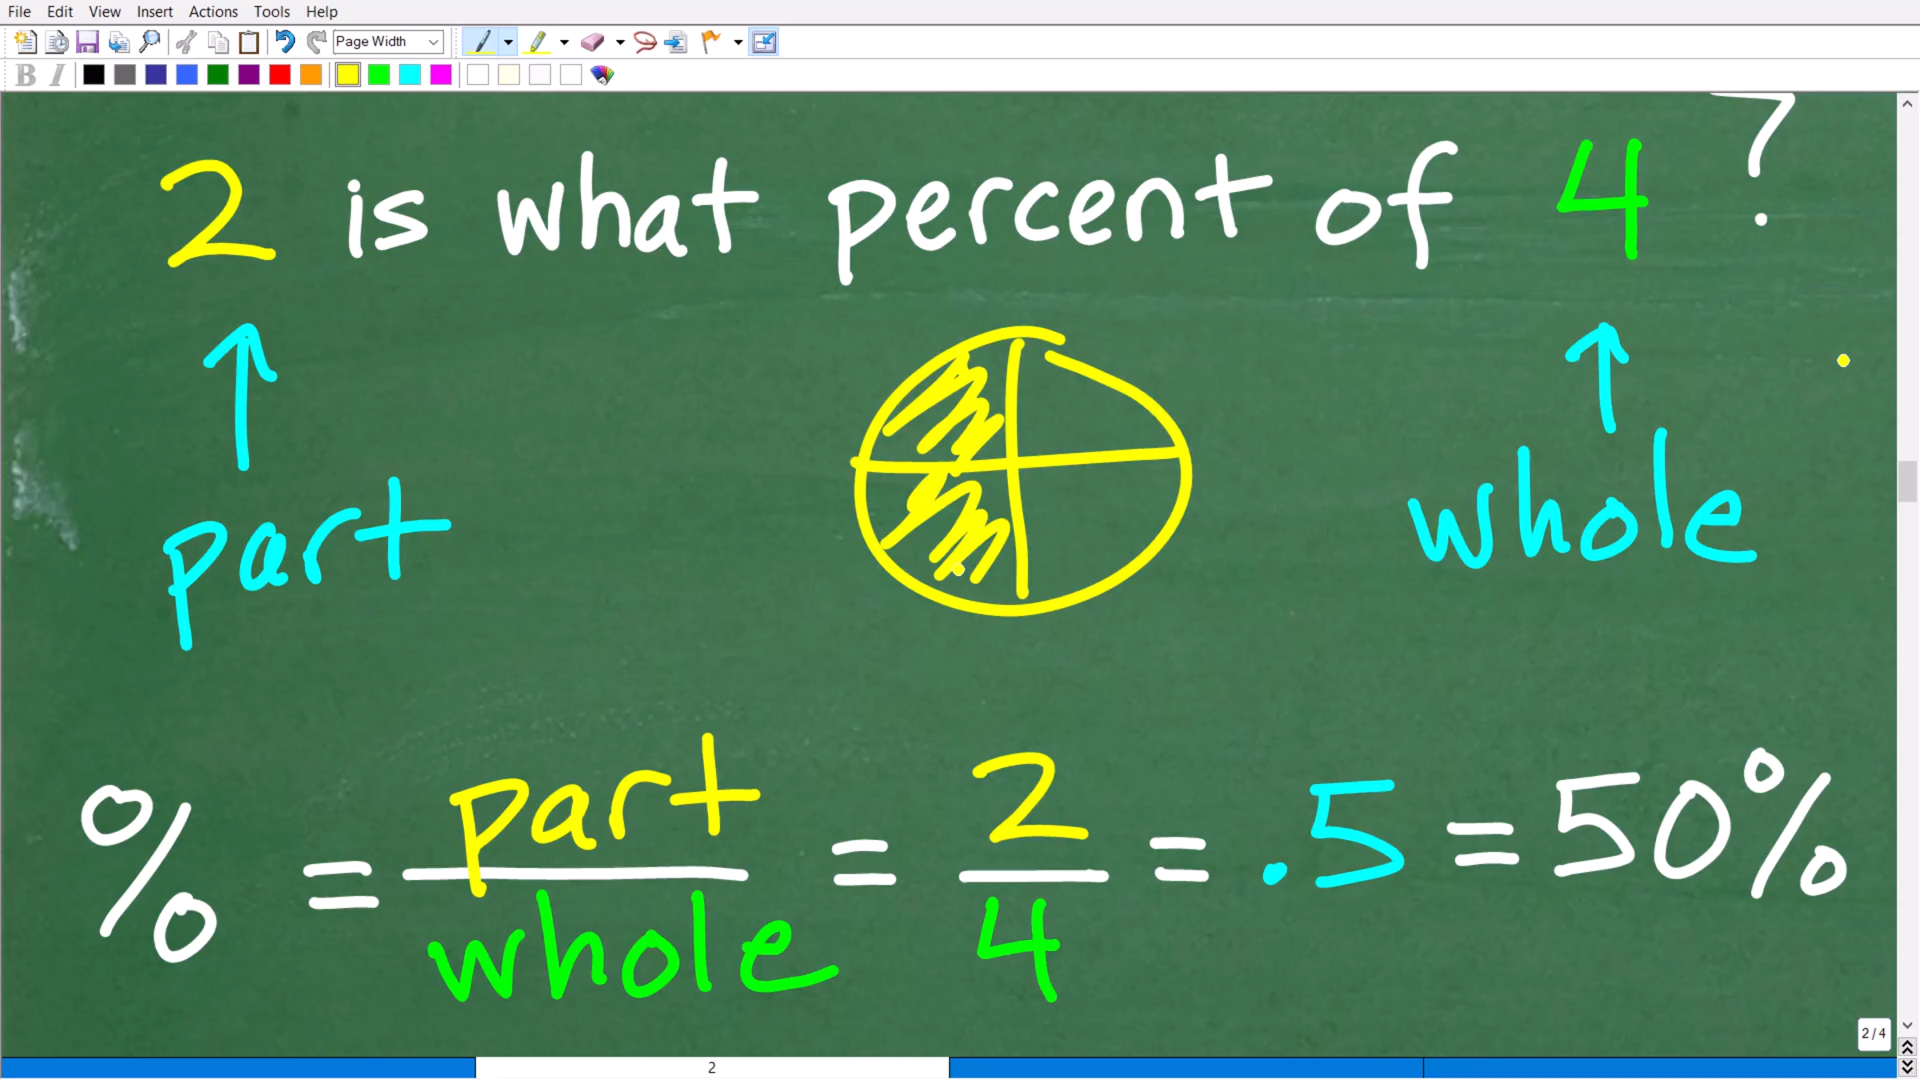 File Edit View Insert Actions Tools Help
Page Width
B I
2 is what percent of 4 ?
part
whole
% = part/whole = 2/4 = .5 = 50%
2 / 4
2